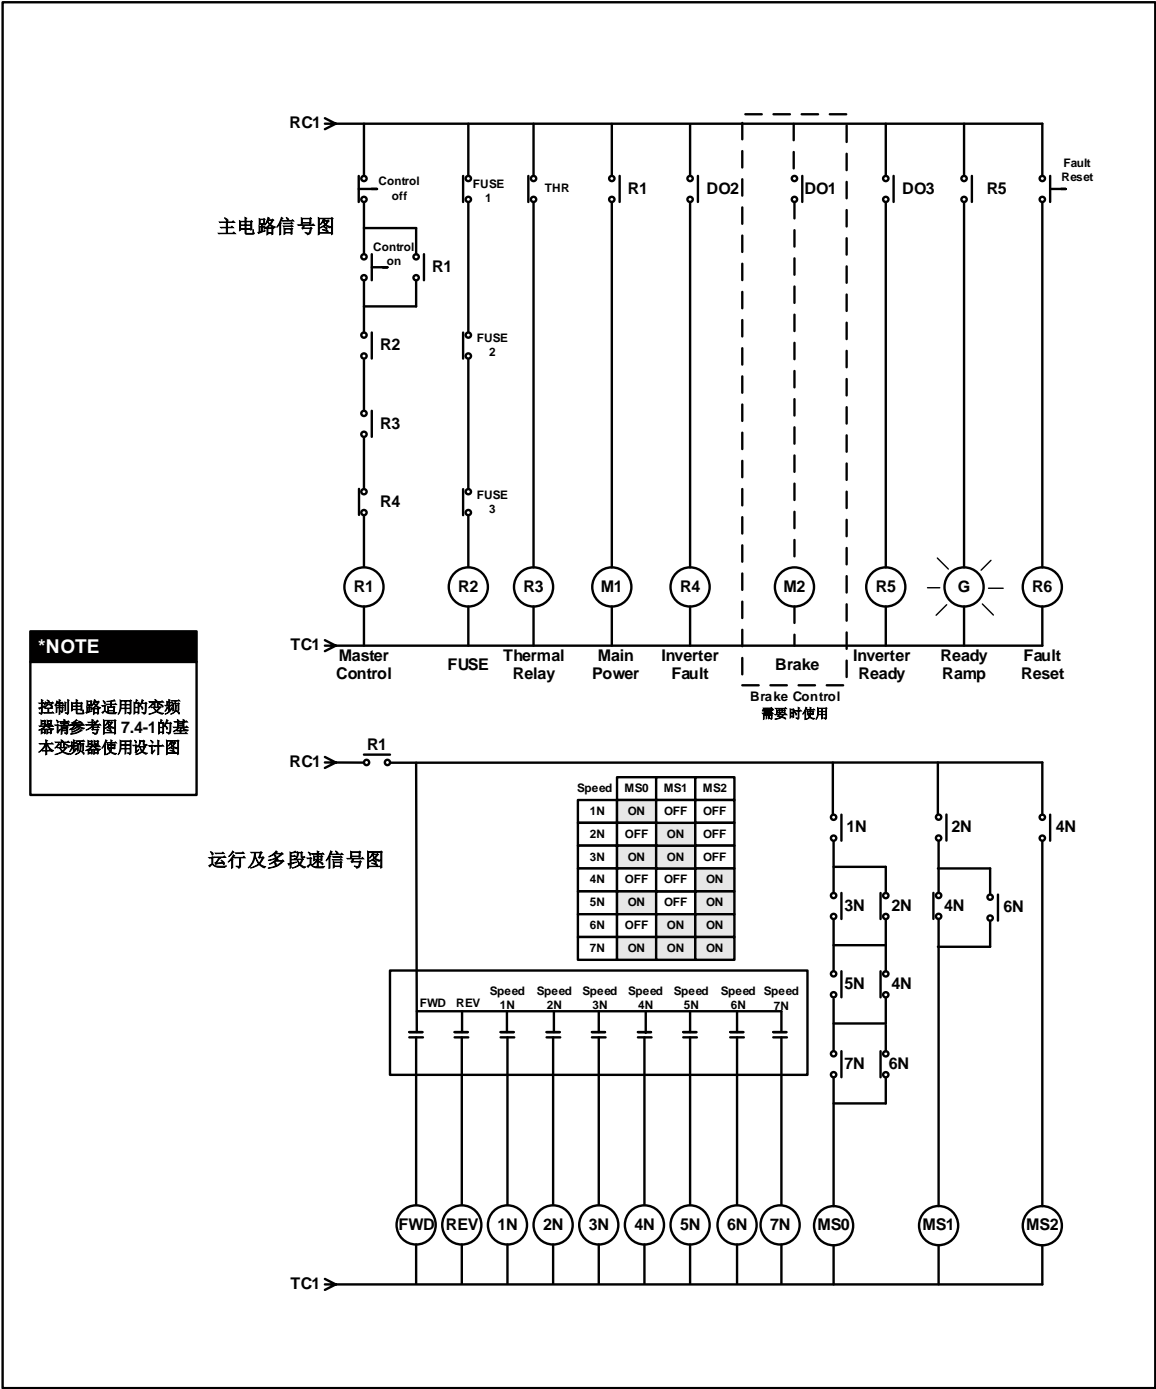 RC1
Control
off
FUSE
1
THR
R1
DO2
DO1
DO3
R5
Fault
Reset
主电路信号图
Control
on
R1
R2
FUSE
2
R3
R4
FUSE
3
R1
R2
R3
M1
R4
M2
R5
G
R6
TC1
Master
Control
FUSE
Thermal
Relay
Main
Power
Inverter
Fault
Brake
Inverter
Ready
Ready
Ramp
Fault
Reset
Brake Control
需要时使用
*NOTE
控制电路适用的变频
器请参考图 7.4-1的基
本变频器使用设计图
RC1
R1
运行及多段速信号图
Speed MS0 MS1 MS2
1N ON OFF OFF
2N OFF ON OFF
3N ON ON OFF
4N OFF OFF ON
5N ON OFF ON
6N OFF ON ON
7N ON ON ON
1N
2N
4N
3N
2N
4N
6N
5N
4N
7N
6N
FWD
REV
Speed
1N
Speed
2N
Speed
3N
Speed
4N
Speed
5N
Speed
6N
Speed
7N
FWD
REV
1N
2N
3N
4N
5N
6N
7N
MS0
MS1
MS2
TC1